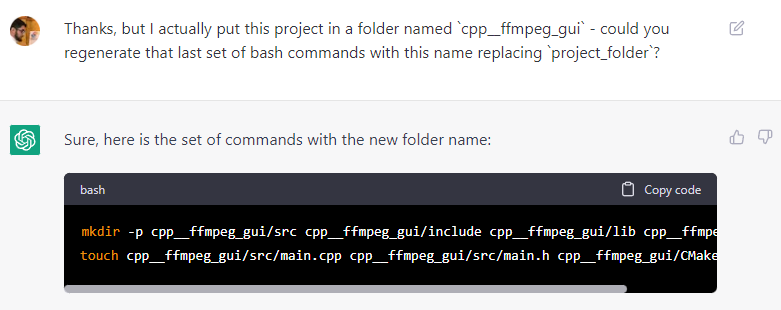 Thanks, but I actually put this project in a folder named `cpp__ffmpeg_gui` - could you
regenerate that last set of bash commands with this name replacing `project_folder`?
Sure, here is the set of commands with the new folder name:
bash Copy code
mkdir -p cpp__ffmpeg_gui/src cpp__ffmpeg_gui/include cpp__ffmpeg_gui/lib cpp__ffmpe
touch cpp__ffmpeg_gui/src/main.cpp cpp__ffmpeg_gui/src/main.h cpp__ffmpeg_gui/CMake